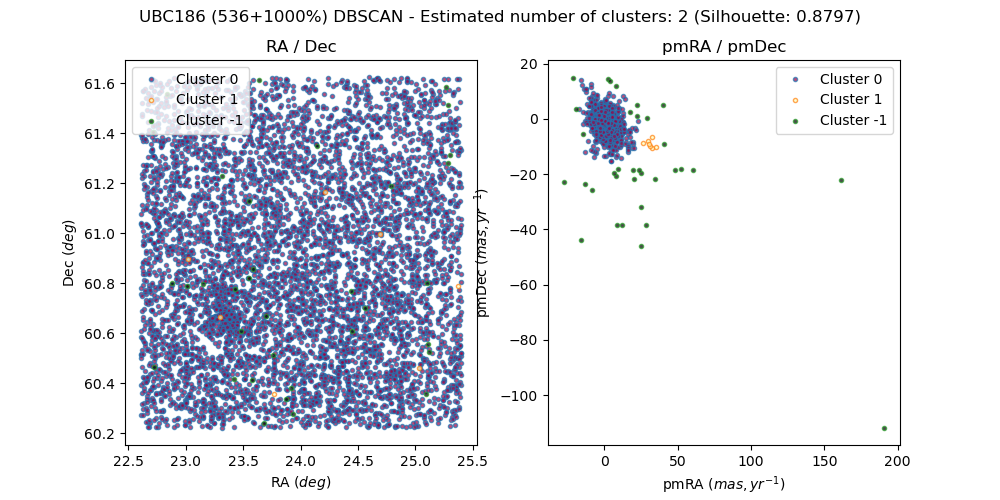 UBC186 (536+1000%) DBSCAN - Estimated number of clusters: 2 (Silhouette: 0.8797)
RA / Dec
Cluster 0
Cluster 1
Cluster -1
61.6
61.4
61.2
61.0
60.8
60.6
60.4
60.2
Dec (deg)
22.5 23.0 23.5 24.0 24.5 25.0 25.5
RA (deg)
pmRA / pmDec
Cluster 0
Cluster 1
Cluster -1
20
0
−20
−40
−60
−80
−100
pmDec (mas, yr⁻¹)
0 50 100 150 200
pmRA (mas, yr⁻¹)